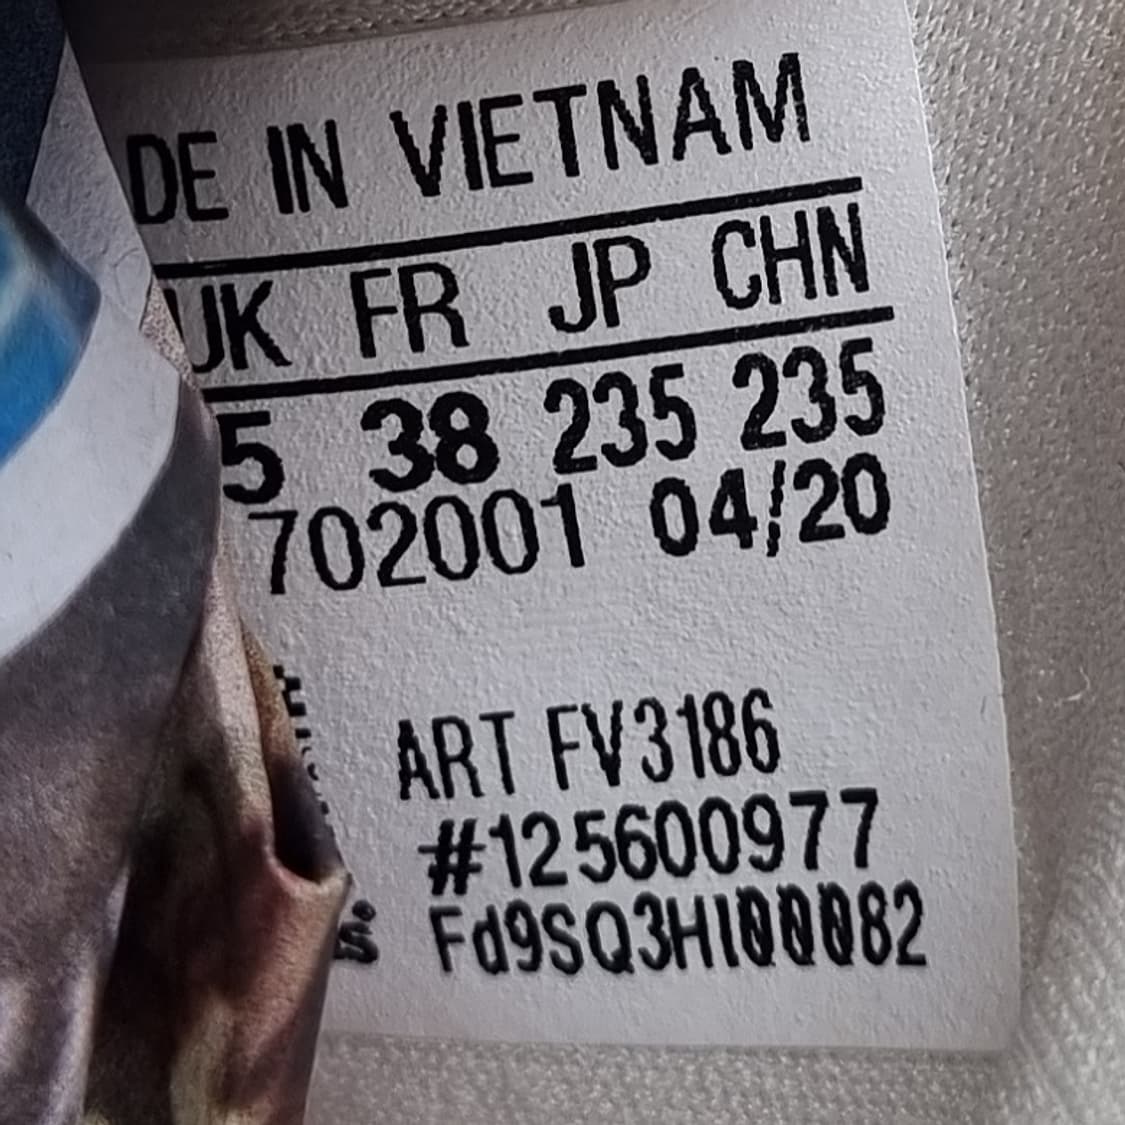 DE IN VIETNAM
UK FR JP CHN
5 38 235 235
702001 04/20
ART FV3186
#125600977
Fd9SQ3HI00082